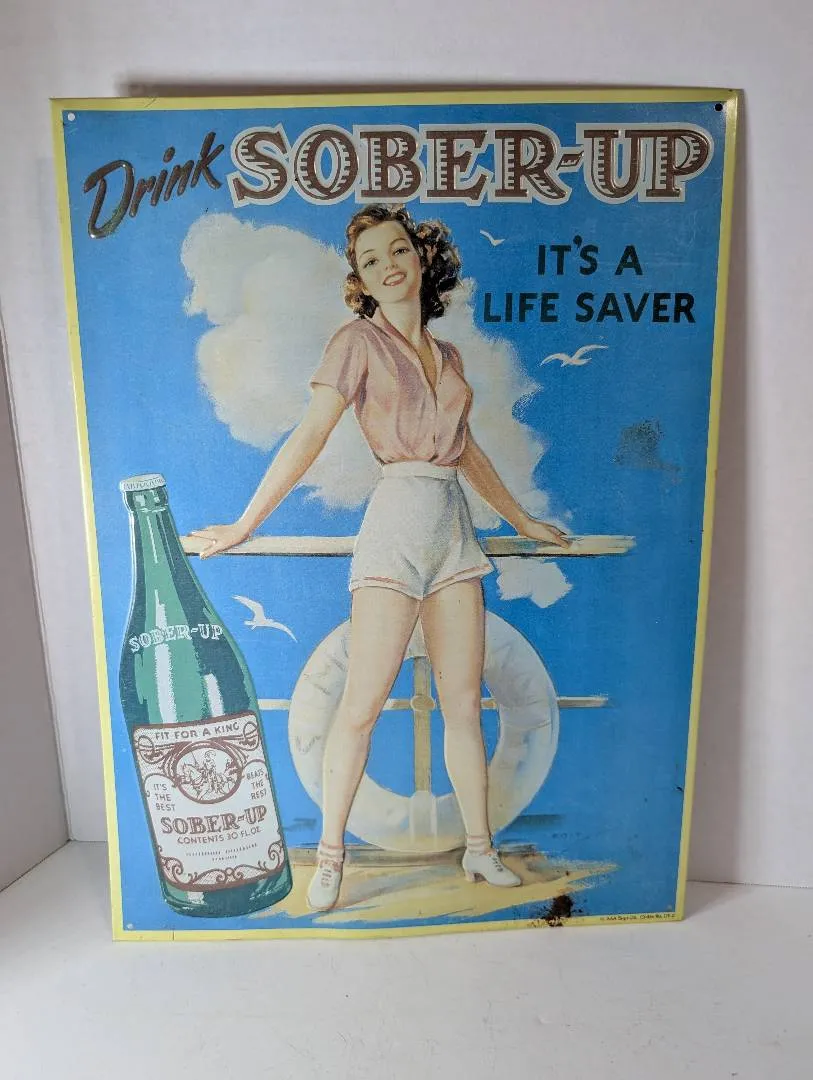 Drink SOBER-UP
IT'S A
LIFE SAVER
SOBER-UP
FIT FOR A KING
IT'S
THE
BEST
BEATS
THE
REST
SOBER-UP
CONTENTS 30 FL.OZ